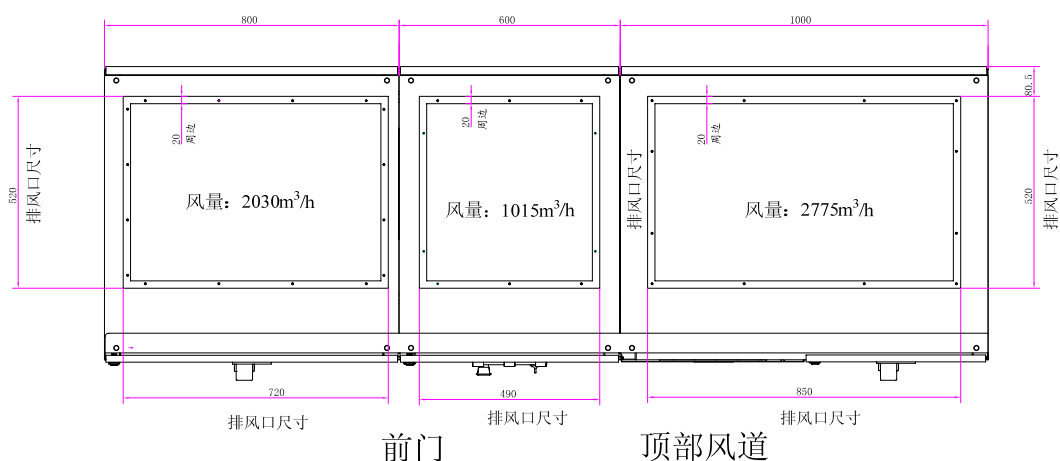 800
600
1000
80.5
20
周边
20
周边
20
周边
520
排风口尺寸
风量：2030m³/h
风量：1015m³/h
排风口尺寸
风量：2775m³/h
520
排风口尺寸
720
排风口尺寸
490
排风口尺寸
850
排风口尺寸
前门
顶部风道